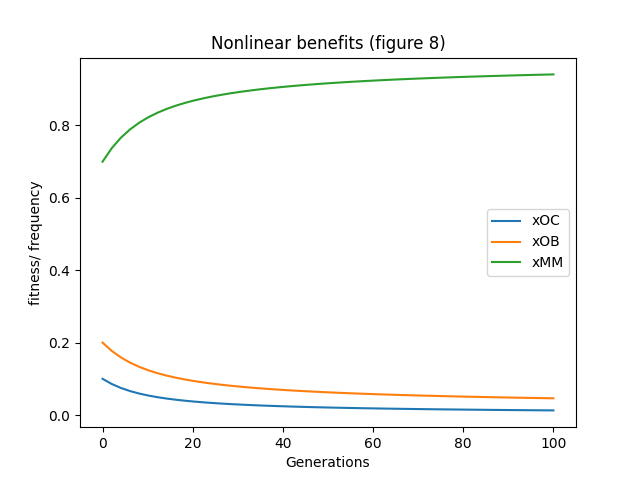 Nonlinear benefits (figure 8)
fitness/ frequency
0.8
0.6
0.4
0.2
0.0
xOC
xOB
xMM
0 20 40 60 80 100
Generations